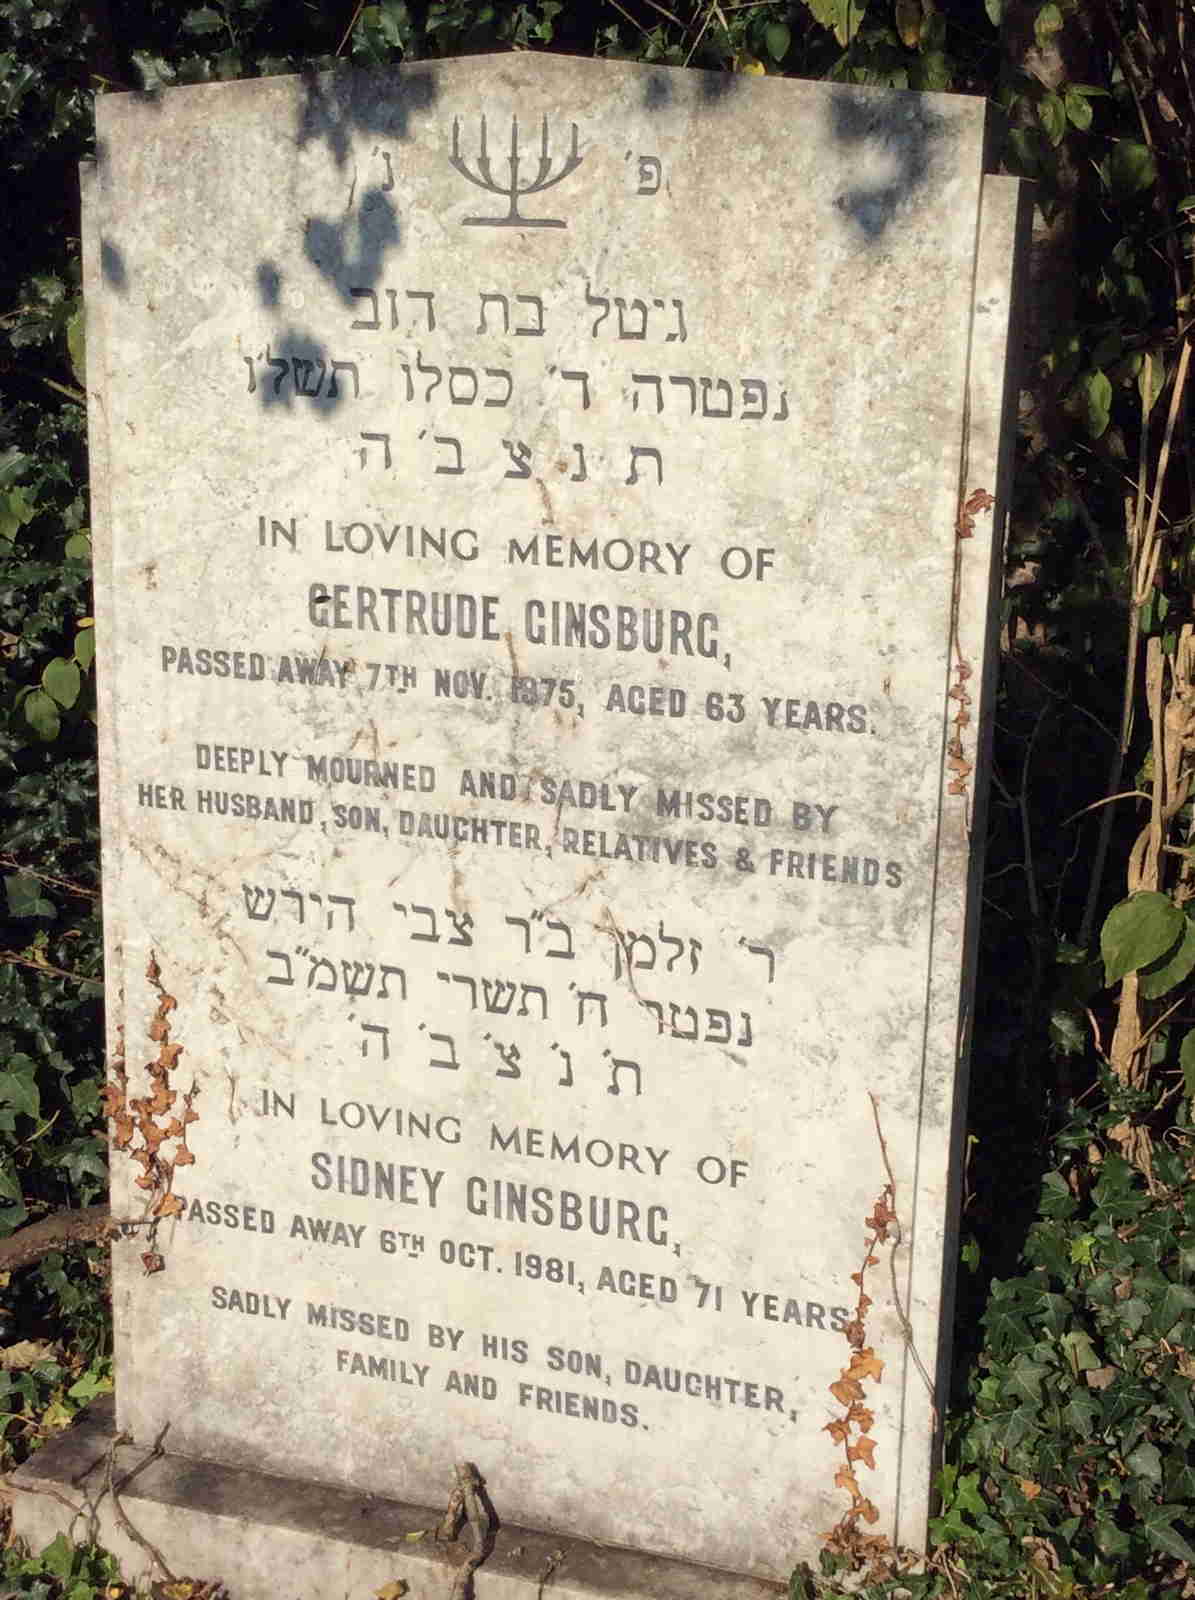 פ׳ נ׳
גיטל בת דוב
נפטרה ד׳ כסלו תשל״ו
ת נ צ ב׳ ה
IN LOVING MEMORY OF
GERTRUDE GINSBURG,
PASSED AWAY 7TH NOV. 1975, AGED 63 YEARS.
DEEPLY MOURNED AND SADLY MISSED BY
HER HUSBAND, SON, DAUGHTER, RELATIVES & FRIENDS
ר׳ זלמן ב״ר צבי הירש
נפטר ח׳ תשרי תשמ״ב
ת׳ נ׳ צ׳ ב׳ ה׳
IN LOVING MEMORY OF
SIDNEY GINSBURG,
PASSED AWAY 6TH OCT. 1981, AGED 71 YEARS
SADLY MISSED BY HIS SON, DAUGHTER,
FAMILY AND FRIENDS.